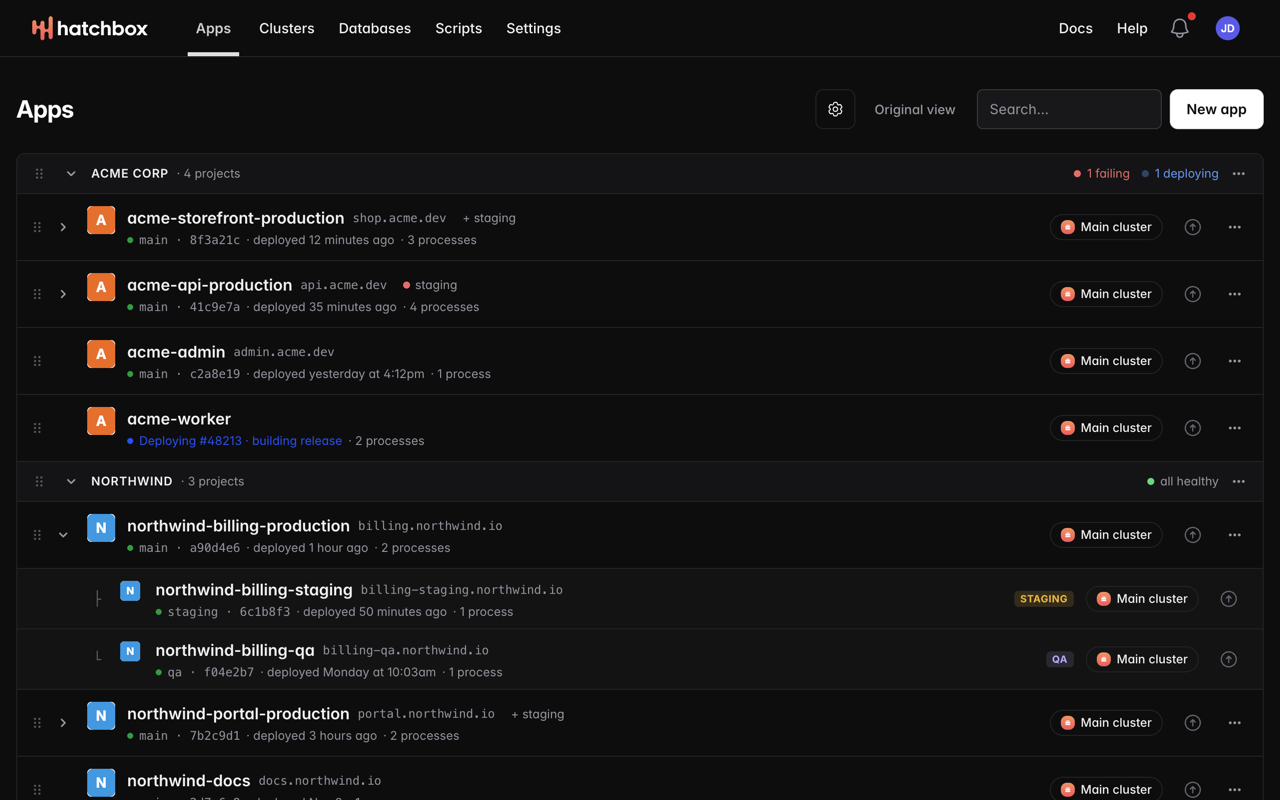 hatchbox Apps Clusters Databases Scripts Settings Docs Help JD
Apps Original view Search... New app
ACME CORP · 4 projects 1 failing 1 deploying
A acme-storefront-production shop.acme.dev + staging Main cluster
main · 8f3a21c · deployed 12 minutes ago · 3 processes
A acme-api-production api.acme.dev staging Main cluster
main · 41c9e7a · deployed 35 minutes ago · 4 processes
A acme-admin admin.acme.dev Main cluster
main · c2a8e19 · deployed yesterday at 4:12pm · 1 process
A acme-worker Main cluster
Deploying #48213 · building release · 2 processes
NORTHWIND · 3 projects all healthy
N northwind-billing-production billing.northwind.io Main cluster
main · a90d4e6 · deployed 1 hour ago · 2 processes
N northwind-billing-staging billing-staging.northwind.io STAGING Main cluster
staging · 6c1b8f3 · deployed 50 minutes ago · 1 process
N northwind-billing-qa billing-qa.northwind.io QA Main cluster
qa · f04e2b7 · deployed Monday at 10:03am · 1 process
N northwind-portal-production portal.northwind.io + staging Main cluster
main · 7b2c9d1 · deployed 3 hours ago · 2 processes
N northwind-docs docs.northwind.io Main cluster